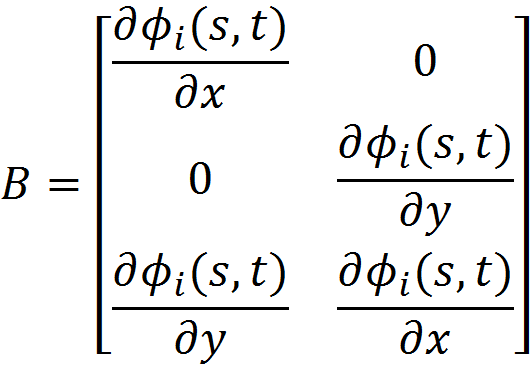 B = [ ∂ϕᵢ(s, t)/∂x   0
0   ∂ϕᵢ(s, t)/∂y
∂ϕᵢ(s, t)/∂y   ∂ϕᵢ(s, t)/∂x ]